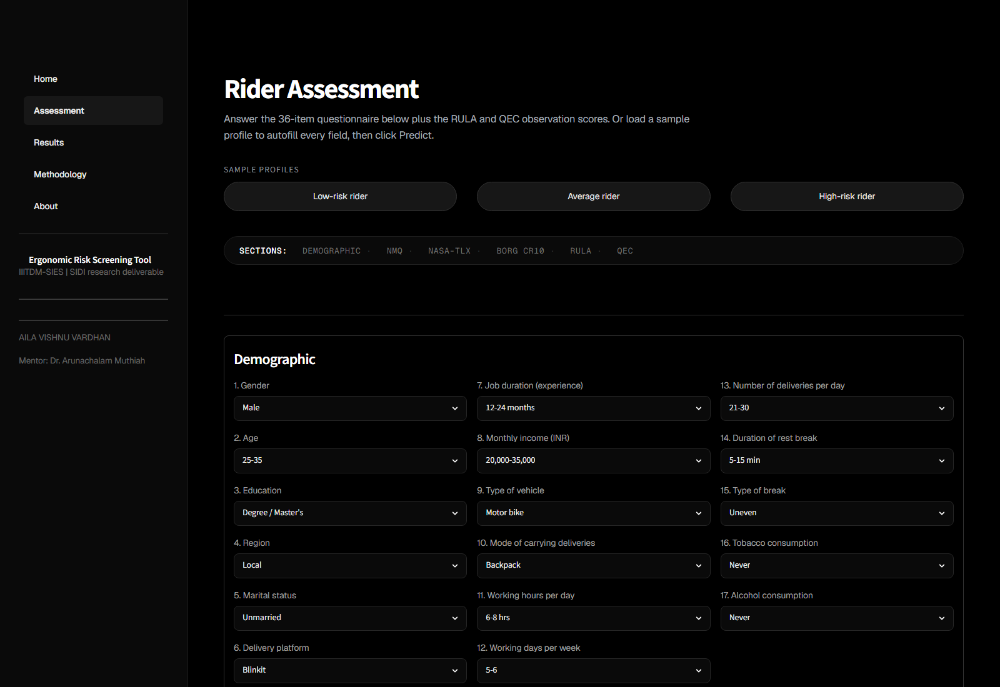 Home
Assessment
Results
Methodology
About
Ergonomic Risk Screening Tool
IIITDM-SIES | SIDI research deliverable
AILA VISHNU VARDHAN
Mentor: Dr. Arunachalam Muthiah
Rider Assessment
Answer the 36-item questionnaire below plus the RULA and QEC observation scores. Or load a sample
profile to autofill every field, then click Predict.
SAMPLE PROFILES
Low-risk rider
Average rider
High-risk rider
SECTIONS: DEMOGRAPHIC · NMQ · NASA-TLX · BORG CR10 · RULA · QEC
Demographic
1. Gender
Male
2. Age
25-35
3. Education
Degree / Master's
4. Region
Local
5. Marital status
Unmarried
6. Delivery platform
Blinkit
7. Job duration (experience)
12-24 months
8. Monthly income (INR)
20,000-35,000
9. Type of vehicle
Motor bike
10. Mode of carrying deliveries
Backpack
11. Working hours per day
6-8 hrs
12. Working days per week
5-6
13. Number of deliveries per day
21-30
14. Duration of rest break
5-15 min
15. Type of break
Uneven
16. Tobacco consumption
Never
17. Alcohol consumption
Never